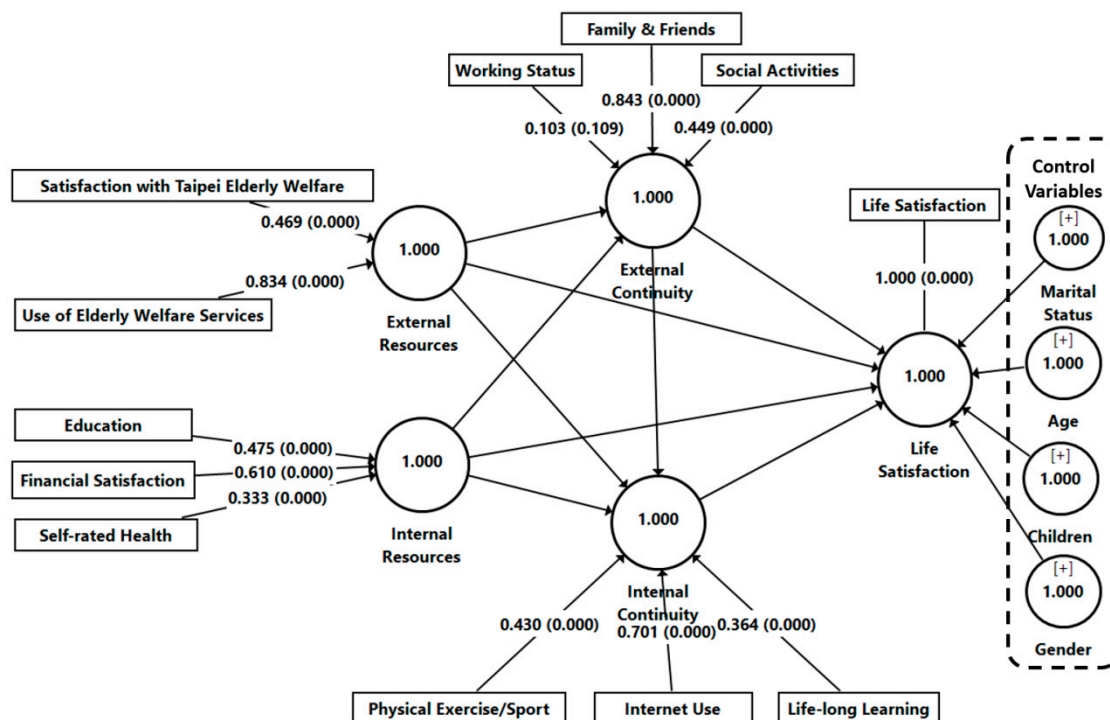 Family & Friends
Working Status
Social Activities
0.843 (0.000)
0.103 (0.109)
0.449 (0.000)
Satisfaction with Taipei Elderly Welfare
0.469 (0.000)
1.000
External
Continuity
Use of Elderly Welfare Services
0.834 (0.000)
1.000
External
Resources
Education
0.475 (0.000)
Financial Satisfaction
0.610 (0.000)
Self-rated Health
0.333 (0.000)
1.000
Internal
Resources
1.000
Internal
Continuity
0.430 (0.000)
0.701 (0.000)
0.364 (0.000)
Physical Exercise/Sport
Internet Use
Life-long Learning
Life Satisfaction
1.000 (0.000)
1.000
Life
Satisfaction
Control
Variables
[+]
1.000
Marital
Status
[+]
1.000
Age
[+]
1.000
Children
[+]
1.000
Gender